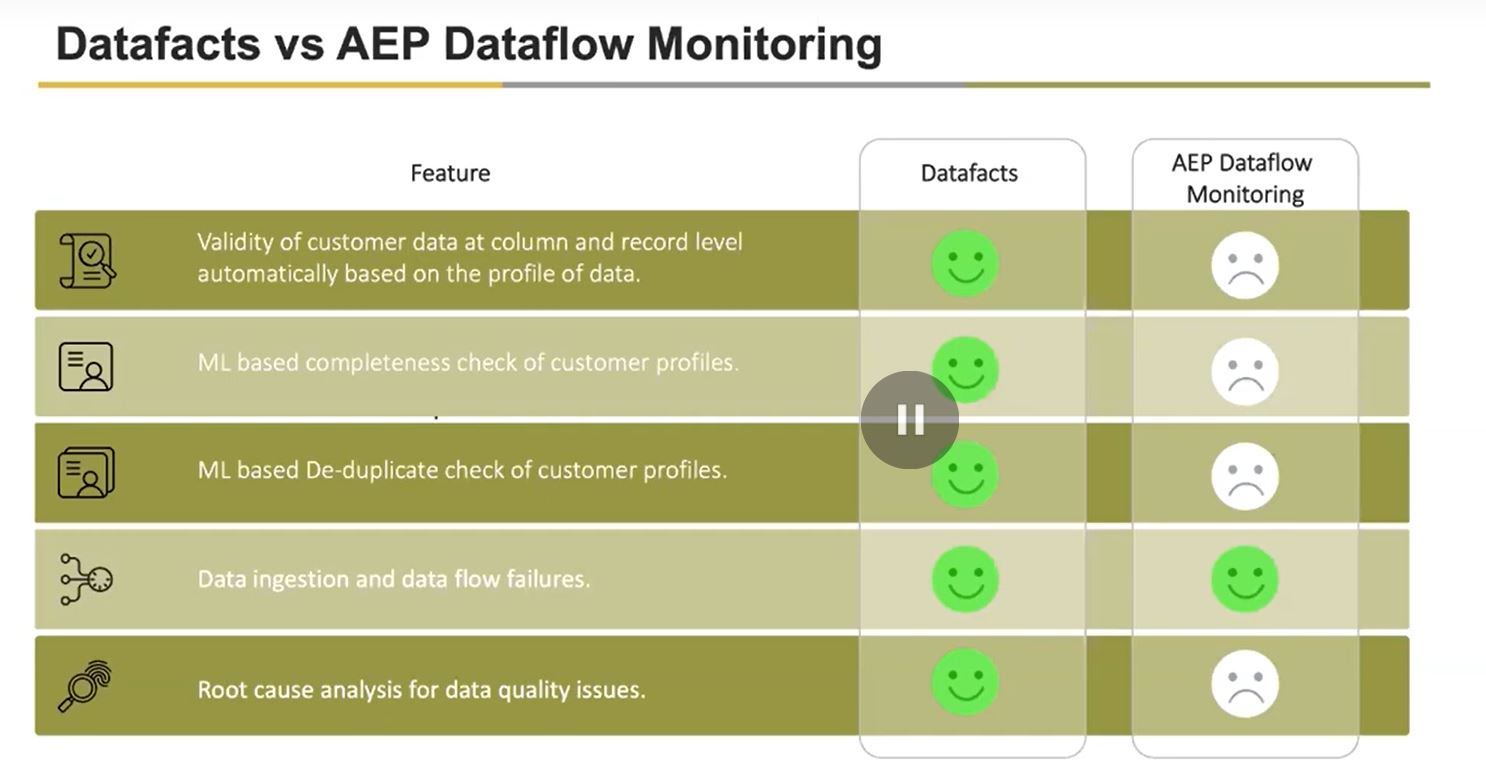 Datafacts vs AEP Dataflow Monitoring
Feature
Datafacts
AEP Dataflow
Monitoring
Validity of customer data at column and record level
automatically based on the profile of data.
ML based completeness check of customer profiles.
ML based De-duplicate check of customer profiles.
Data ingestion and data flow failures.
Root cause analysis for data quality issues.